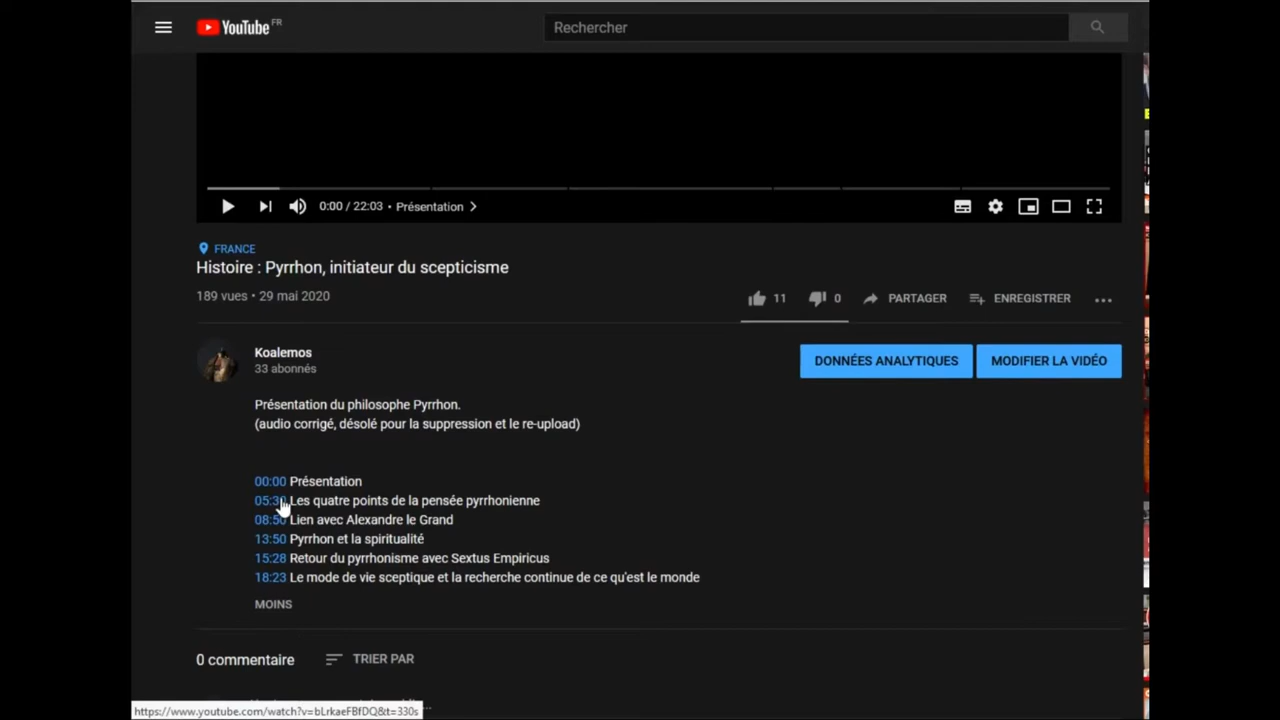 YouTube FR
Rechercher
0:00 / 22:03 • Présentation
FRANCE
Histoire : Pyrrhon, initiateur du scepticisme
189 vues • 29 mai 2020
11 0 PARTAGER ENREGISTRER
Koalemos
33 abonnés
DONNÉES ANALYTIQUES MODIFIER LA VIDÉO
Présentation du philosophe Pyrrhon.
(audio corrigé, désolé pour la suppression et le re-upload)
00:00 Présentation
05:30 Les quatre points de la pensée pyrrhonienne
08:50 Lien avec Alexandre le Grand
13:50 Pyrrhon et la spiritualité
15:28 Retour du pyrrhonisme avec Sextus Empiricus
18:23 Le mode de vie sceptique et la recherche continue de ce qu'est le monde
MOINS
0 commentaire TRIER PAR
https://www.youtube.com/watch?v=bLrkaeFBfDQ&t=330s